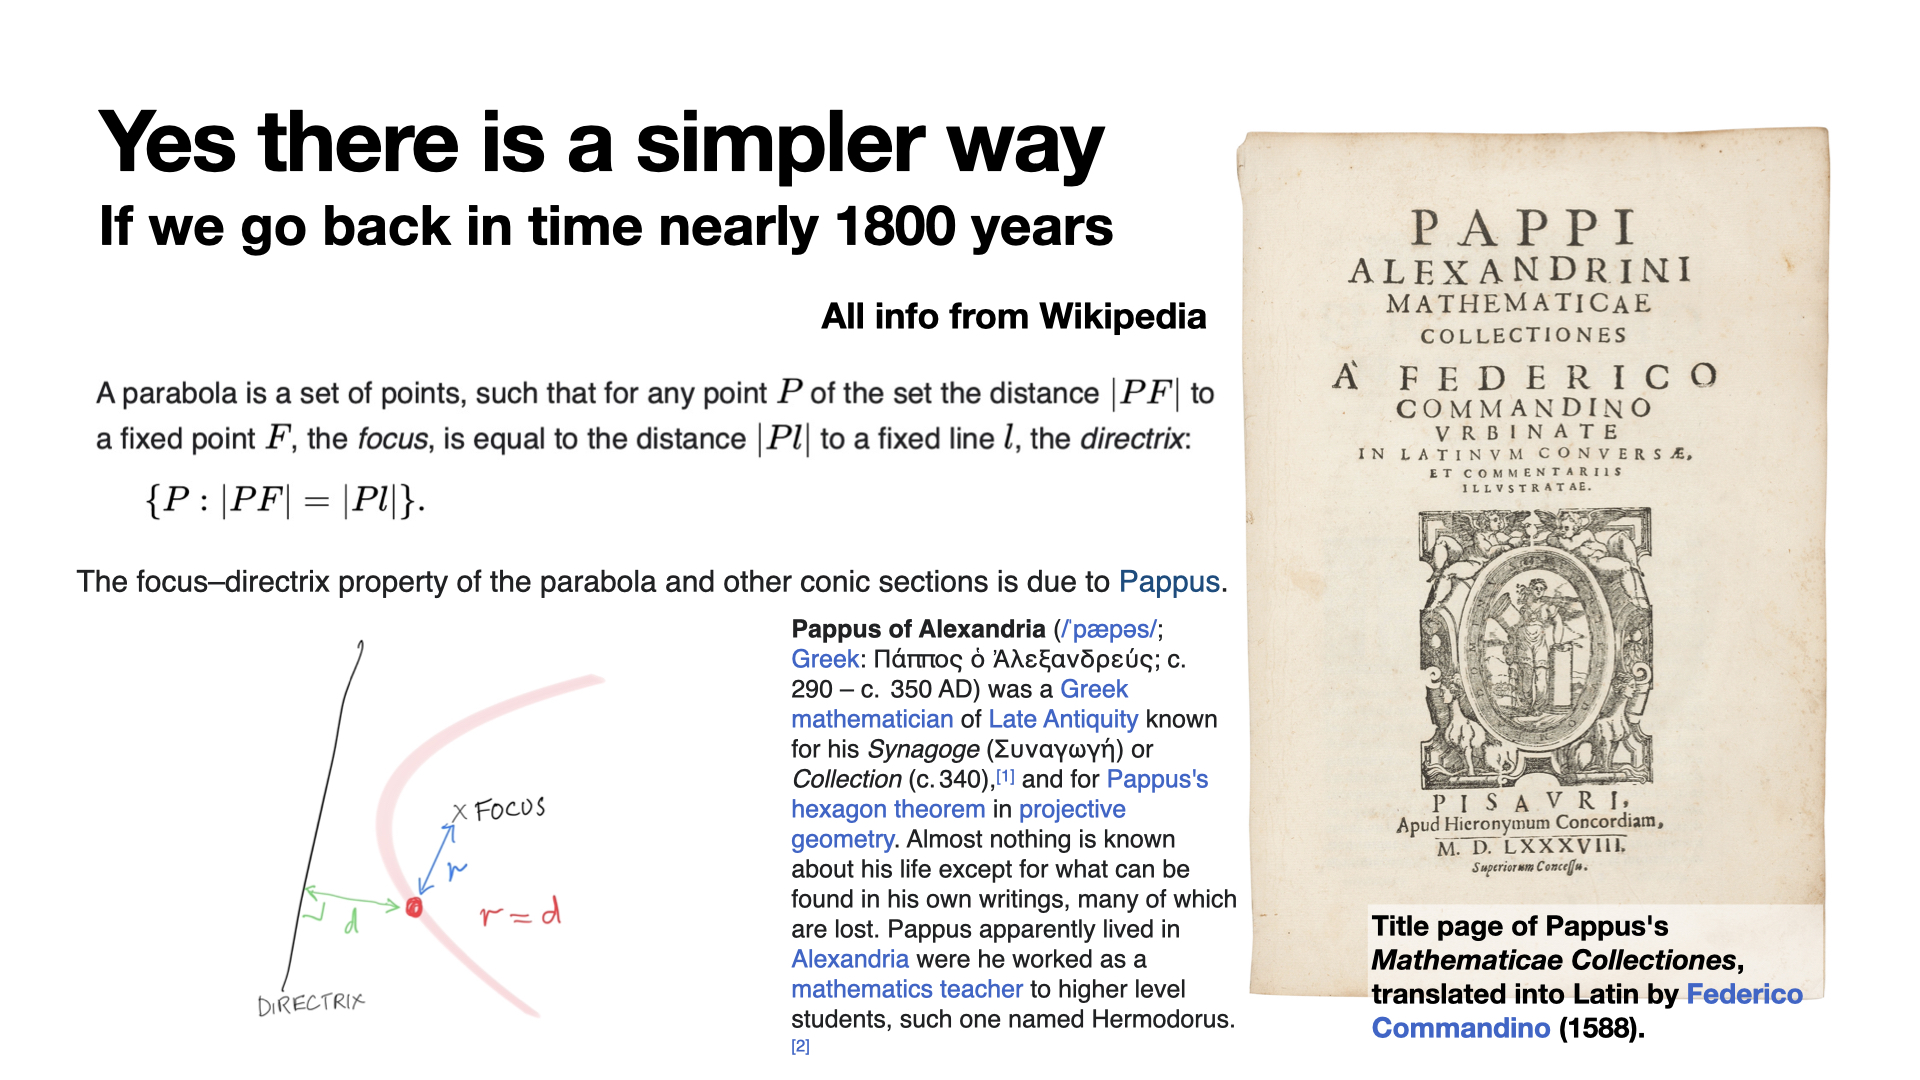 Yes there is a simpler way
If we go back in time nearly 1800 years
All info from Wikipedia
A parabola is a set of points, such that for any point P of the set the distance |PF| to
a fixed point F, the focus, is equal to the distance |Pl| to a fixed line l, the directrix:
{P : |PF| = |Pl|}.
The focus–directrix property of the parabola and other conic sections is due to Pappus.
X FOCUS
r
d
r = d
DIRECTRIX
Pappus of Alexandria (/ˈpæpəs/;
Greek: Πάππος ὁ Ἀλεξανδρεύς; c.
290 – c. 350 AD) was a Greek
mathematician of Late Antiquity known
for his Synagoge (Συναγωγή) or
Collection (c. 340),[1] and for Pappus's
hexagon theorem in projective
geometry. Almost nothing is known
about his life except for what can be
found in his own writings, many of which
are lost. Pappus apparently lived in
Alexandria were he worked as a
mathematics teacher to higher level
students, such one named Hermodorus.
[2]
PAPPI
ALEXANDRINI
MATHEMATICAE
COLLECTIONES
A̍ FEDERICO
COMMANDINO
VRBINATE
IN LATINVM CONVERSÆ,
ET COMMENTARIIS
ILLVSTRATAE.
PISAVRI,
Apud Hieronymum Concordiam,
M. D. LXXXVIII.
Superiorum Concessu.
Title page of Pappus's
Mathematicae Collectiones,
translated into Latin by Federico
Commandino (1588).